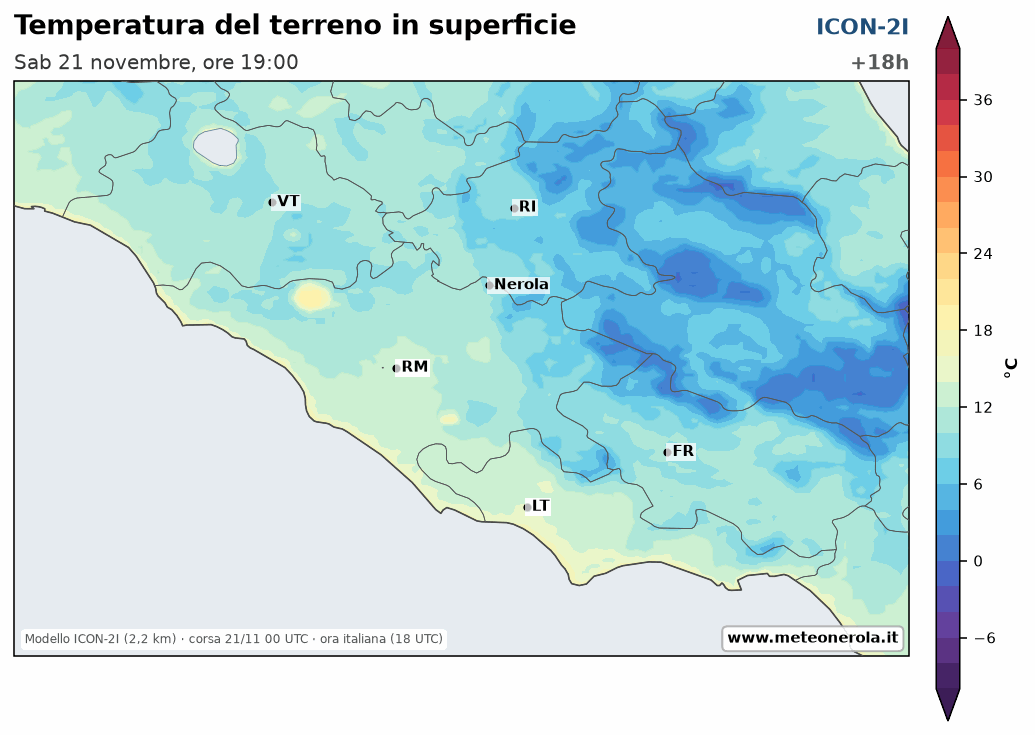 Temperatura del terreno in superficie
ICON-2I
Sab 21 novembre, ore 19:00
+18h
VT
RI
Nerola
RM
FR
LT
36
30
24
18
12
6
0
−6
°C
Modello ICON-2I (2,2 km) · corsa 21/11 00 UTC · ora italiana (18 UTC)
www.meteonerola.it